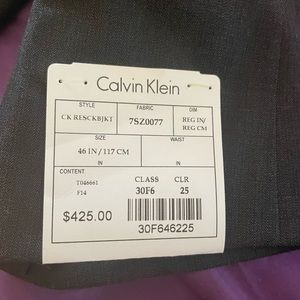 Calvin Klein
STYLE FABRIC DIM
CK RESCKBJKT 7SZ0077 REG IN/
REG CM
SIZE WAIST
46 IN/117 CM
IN IN
CONTENT
T046661 CLASS CLR
F14 30F6 25
$425.00
30F646225